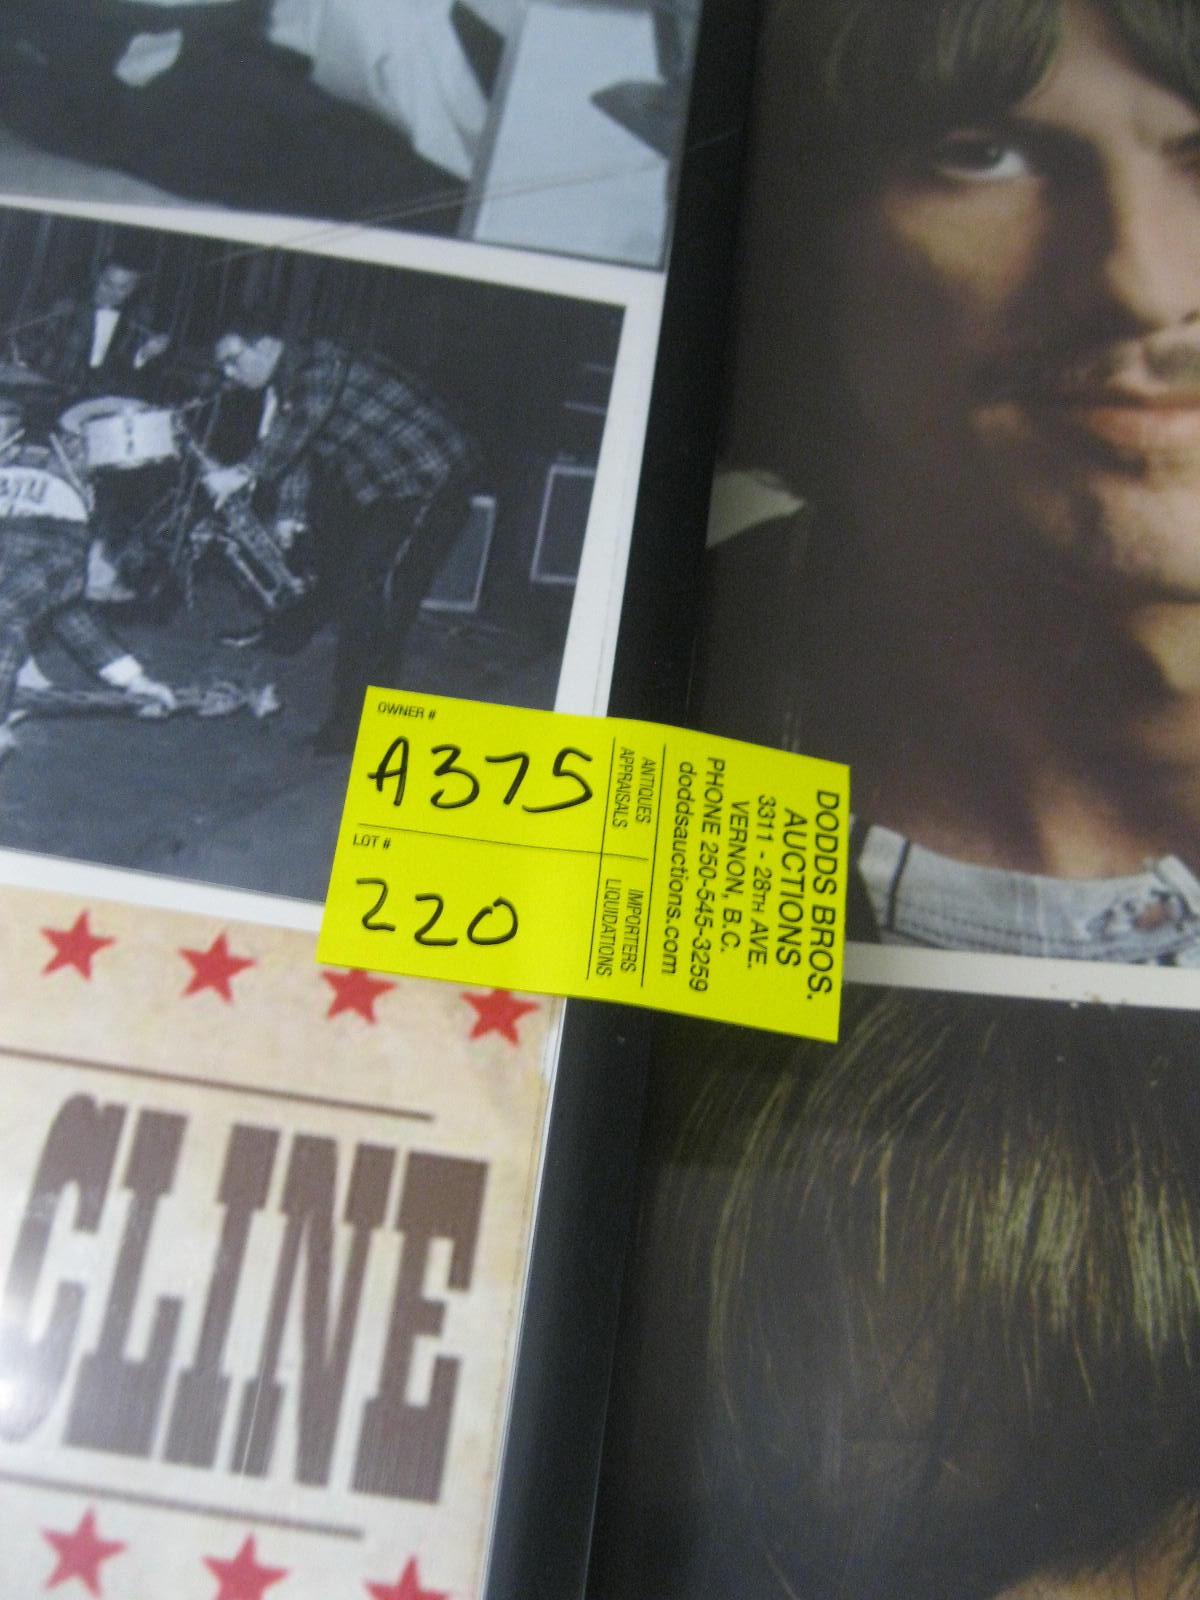 OWNER #
A375
LOT #
220
ANTIQUES
APPRAISALS
IMPORTERS
LIQUIDATIONS
DODDS BROS.
AUCTIONS
3311 - 28TH AVE.
VERNON, B.C.
PHONE 250-545-3259
doddsauctions.com
CLINE